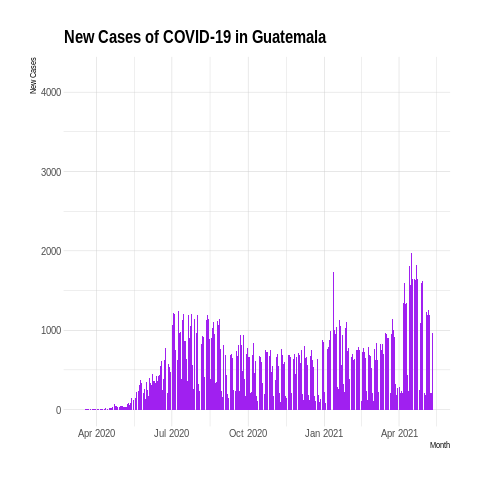 New Cases of COVID-19 in Guatemala
New Cases
4000
3000
2000
1000
0
Apr 2020 Jul 2020 Oct 2020 Jan 2021 Apr 2021
Month